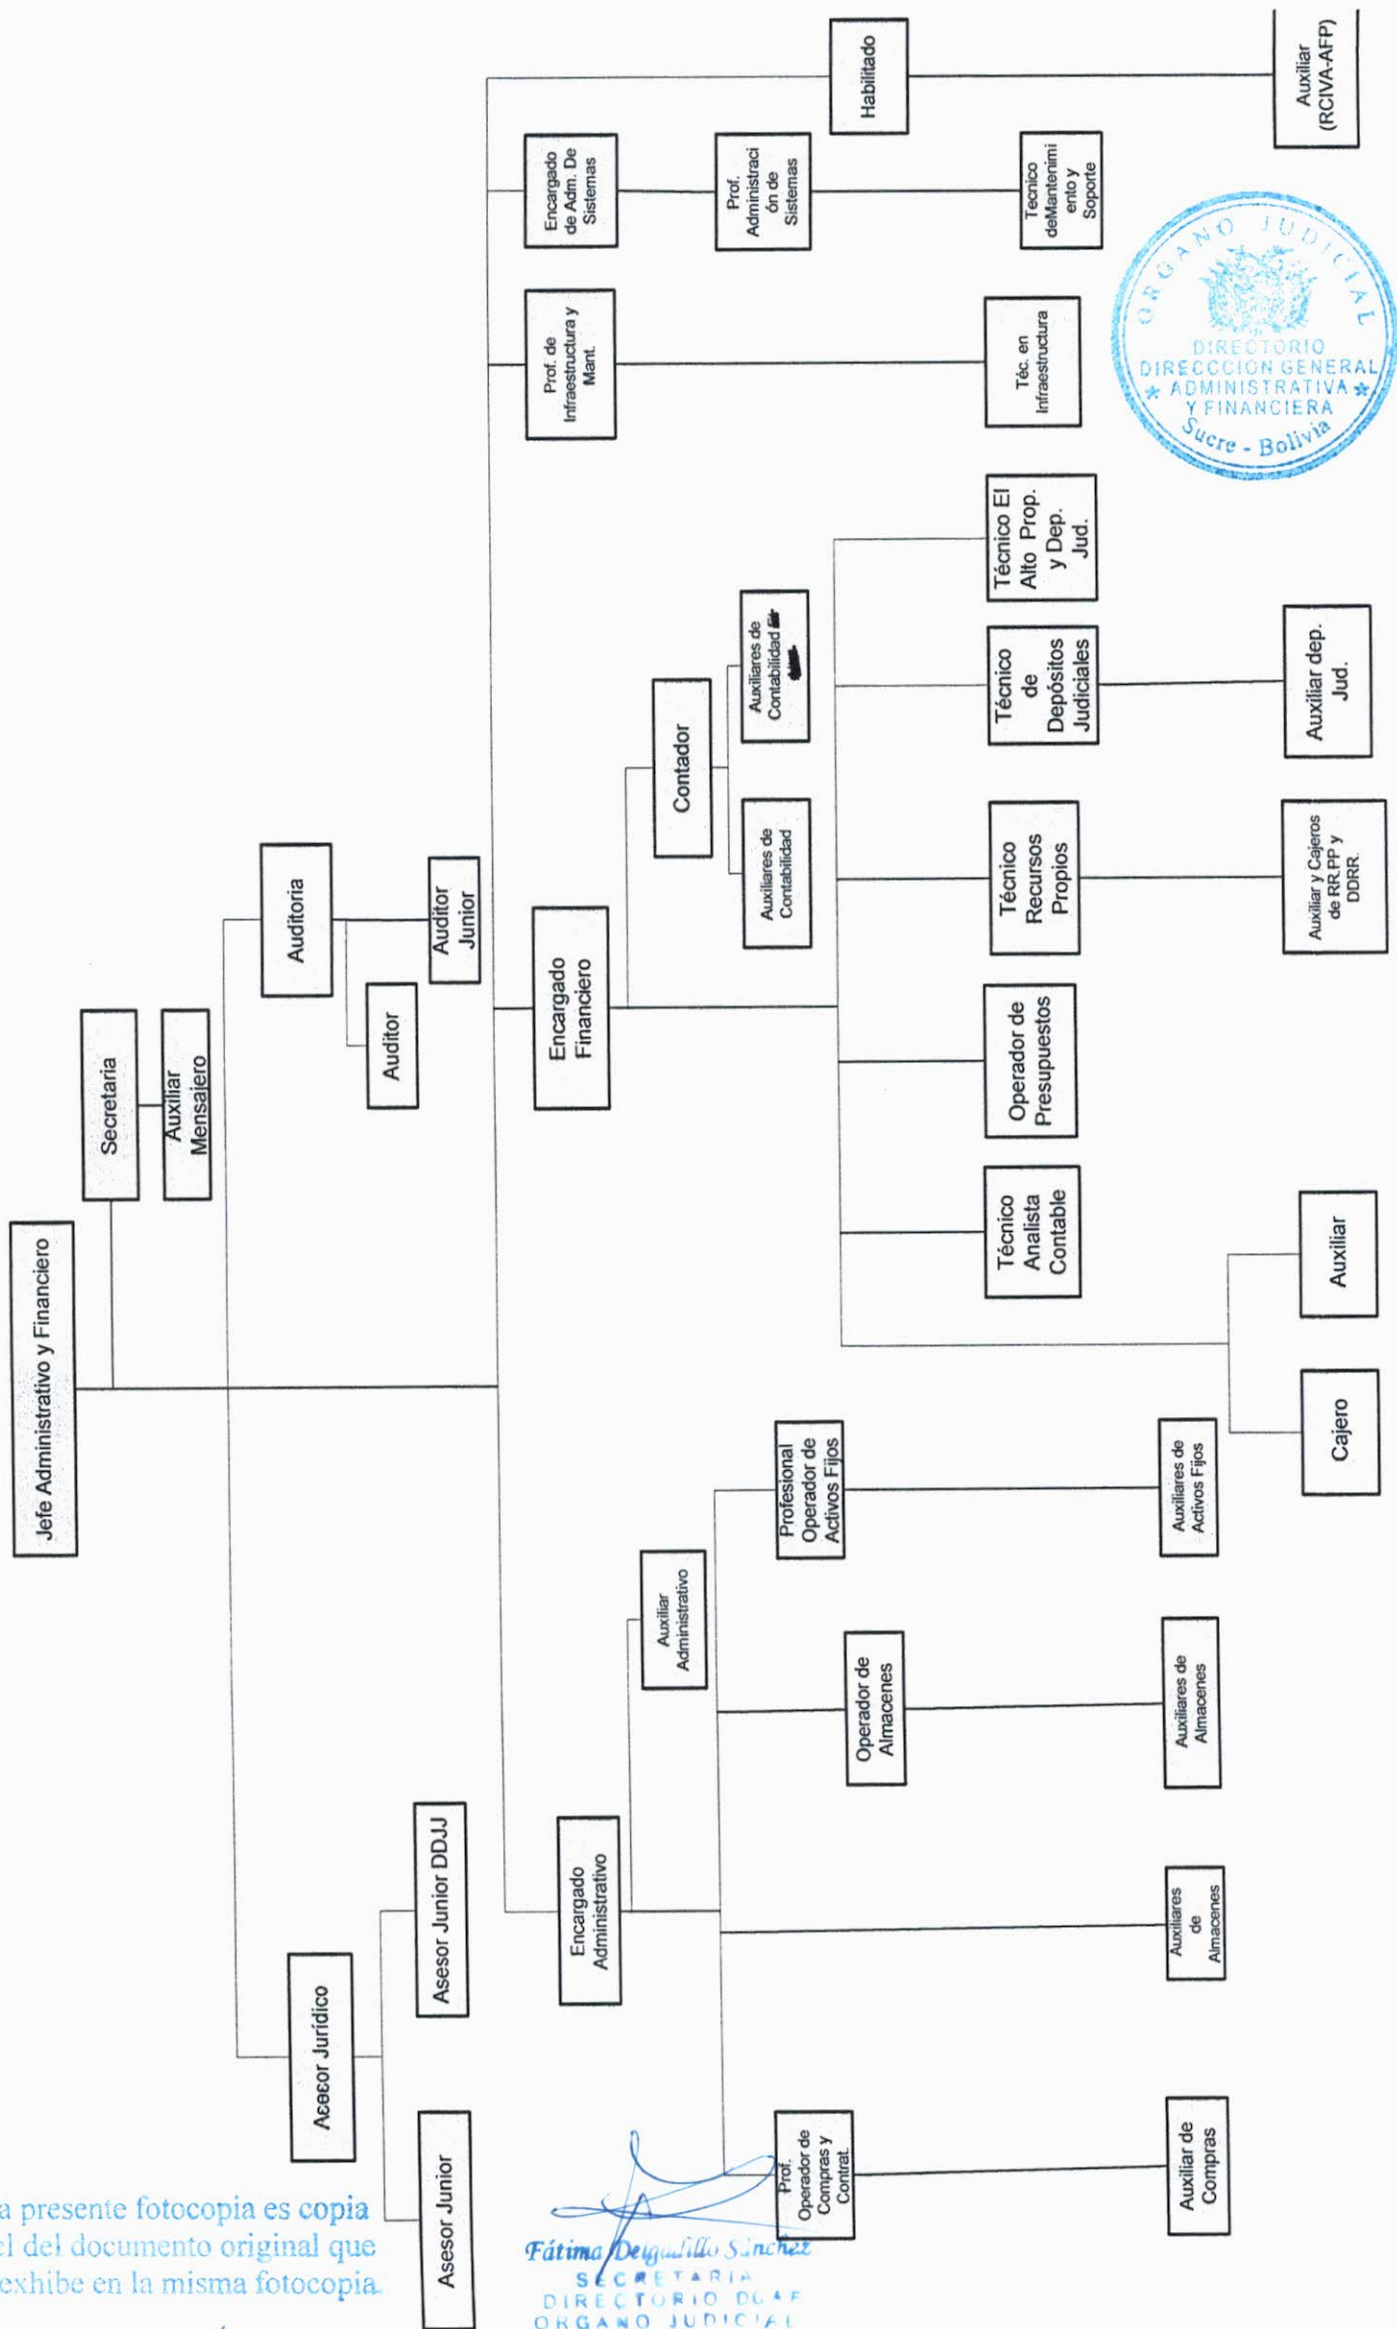 Jefe Administrativo y Financiero
Secretaria
Auxiliar
Mensajero
Auditoria
Auditor
Auditor
Junior
Asesor Jurídico
Asesor Junior
Asesor Junior DDJJ
Encargado
Administrativo
Auxiliar
Administrativo
Prof.
Operador de
Compras y
Contrat.
Auxiliar de
Compras
Auxiliares
de
Almacenes
Operador de
Almacenes
Auxiliares de
Almacenes
Profesional
Operador de
Activos Fijos
Auxiliares de
Activos Fijos
Encargado
Financiero
Contador
Auxiliares de
Contabilidad
Auxiliares de
Contabilidad
Cajero
Auxiliar
Técnico
Analista
Contable
Operador de
Presupuestos
Técnico
Recursos
Propios
Auxiliar y Cajeros
de RR.PP y
DDRR.
Técnico
de
Depósitos
Judiciales
Auxiliar dep.
Jud.
Técnico El
Alto Prop.
y Dep.
Jud.
Prof. de
Infraestructura y
Mant.
Téc. en
Infraestructura
Encargado
de Adm. De
Sistemas
Prof.
Administraci
ón de
Sistemas
Tecnico
deMantenimi
ento y
Soporte
Habilitado
Auxiliar
(RCIVA-AFP)
ORGANO JUDICIAL
DIRECTORIO
DIRECCCION GENERAL
* ADMINISTRATIVA *
Y FINANCIERA
Sucre - Bolivia
a presente fotocopia es copia
el del documento original que
exhibe en la misma fotocopia.
Fátima Delgadillo Sánchez
SECRETARIA
DIRECTORIO DGAF
ORGANO JUDICIAL